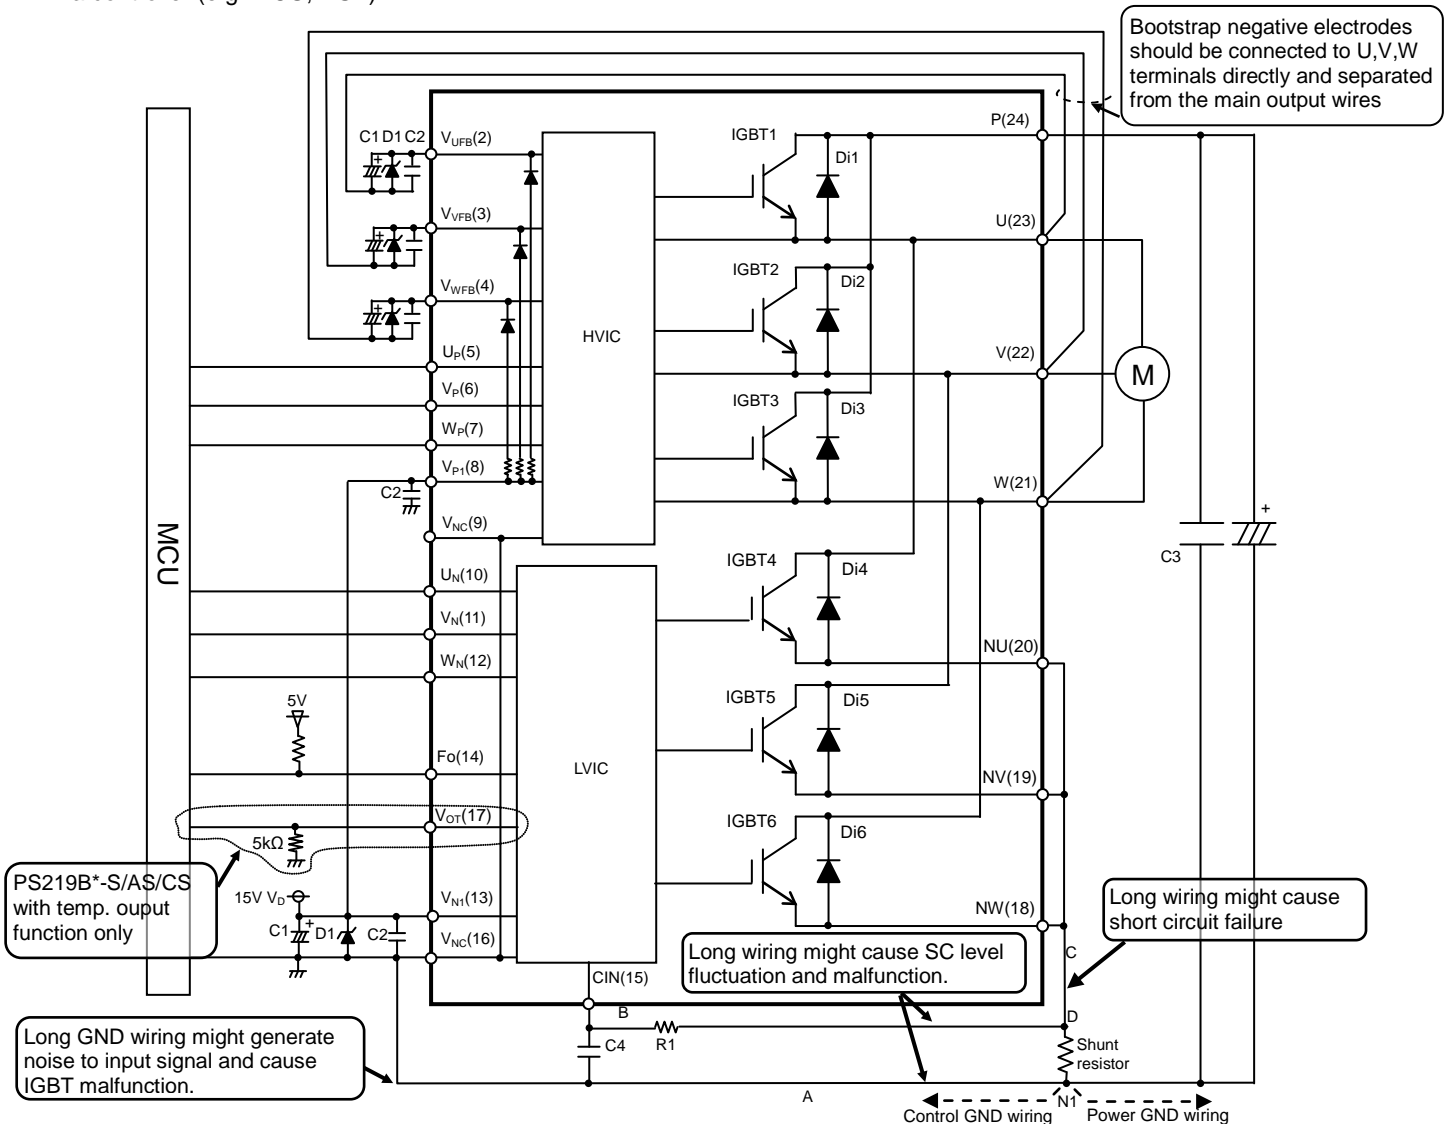 Bootstrap negative electrodes
should be connected to U,V,W
terminals directly and separated
from the main output wires
P(24)
C1 D1 C2
+
VUFB(2)
IGBT1
Di1
U(23)
VVFB(3)
+
IGBT2
Di2
VWFB(4)
+
HVIC
UP(5)
V(22)
M
VP(6)
IGBT3
Di3
WP(7)
VP1(8)
C2
W(21)
VNC(9)
+
C3
MCU
IGBT4
Di4
UN(10)
VN(11)
WN(12)
NU(20)
5V
IGBT5
Di5
Fo(14)
LVIC
NV(19)
VOT(17)
5kΩ
IGBT6
Di6
PS219B*-S/AS/CS
with temp. ouput
function only
15V VD
VN1(13)
C1
+
D1
C2
VNC(16)
NW(18)
Long wiring might cause
short circuit failure
Long wiring might cause SC level
fluctuation and malfunction.
C
CIN(15)
B
D
R1
C4
Shunt
resistor
Long GND wiring might generate
noise to input signal and cause
IGBT malfunction.
A
N1
Control GND wiring
Power GND wiring